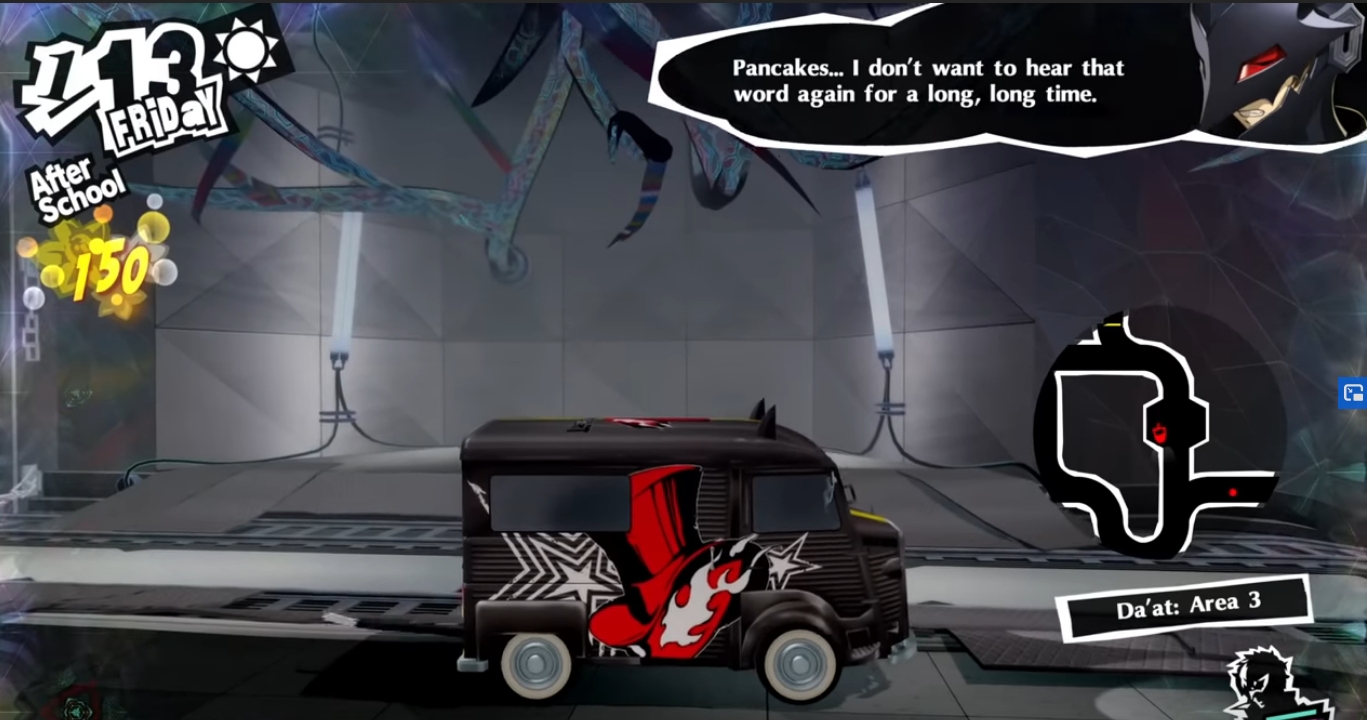 1/13
FRiDaY
After
School
150
Pancakes... I don't want to hear that
word again for a long, long time.
Da'at: Area 3